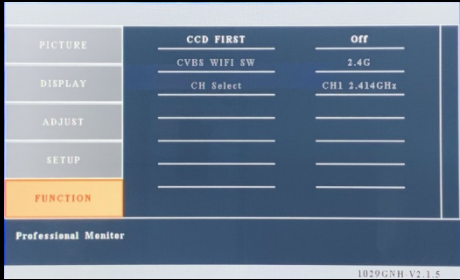 PICTURE
DISPLAY
ADJUST
SETUP
FUNCTION
CCD FIRST Off
CVBS WIFI SW 2.4G
CH Select CH1 2.414GHz
Professional Monitor
1029GNH-V2.1.5